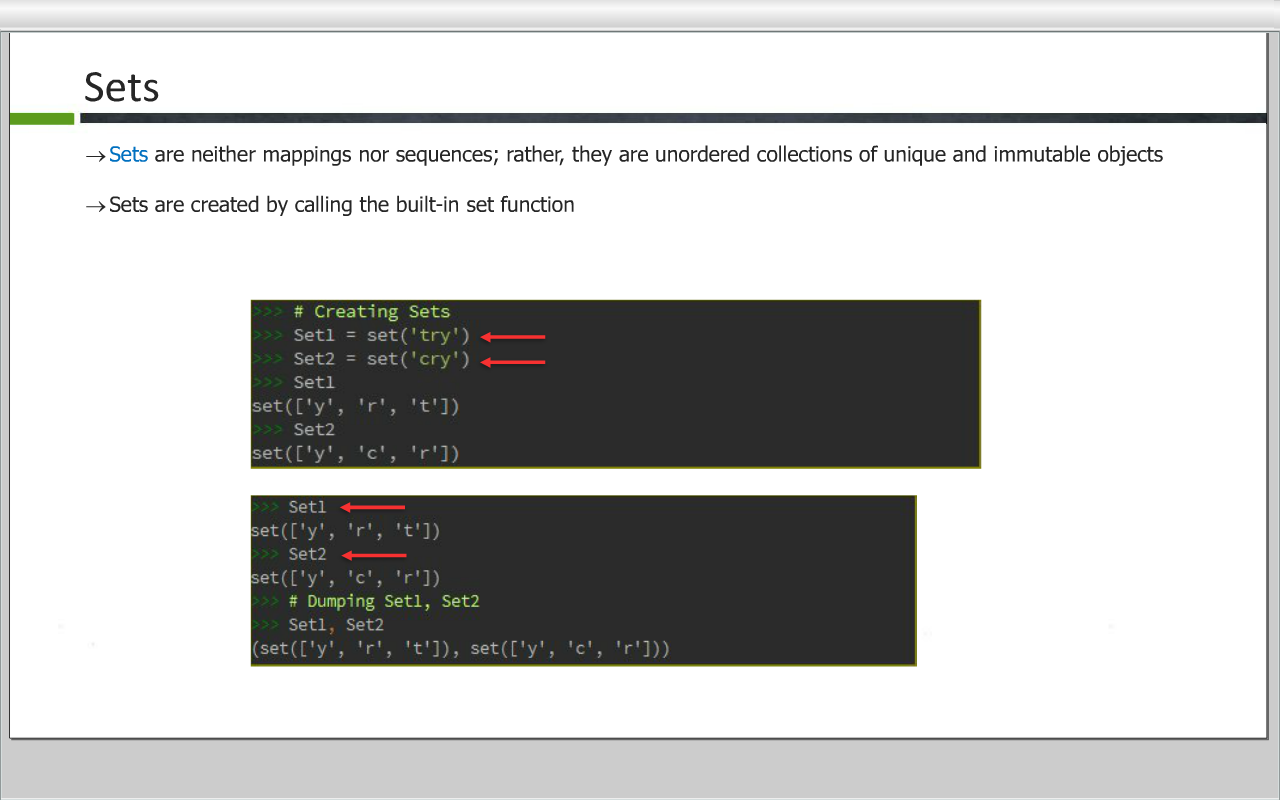 Sets
→Sets are neither mappings nor sequences; rather, they are unordered collections of unique and immutable objects
→Sets are created by calling the built-in set function
>>> # Creating Sets
>>> Set1 = set('try')
>>> Set2 = set('cry')
>>> Set1
set(['y', 'r', 't'])
>>> Set2
set(['y', 'c', 'r'])
>>> Set1
set(['y', 'r', 't'])
>>> Set2
set(['y', 'c', 'r'])
>>> # Dumping Set1, Set2
>>> Set1, Set2
(set(['y', 'r', 't']), set(['y', 'c', 'r']))